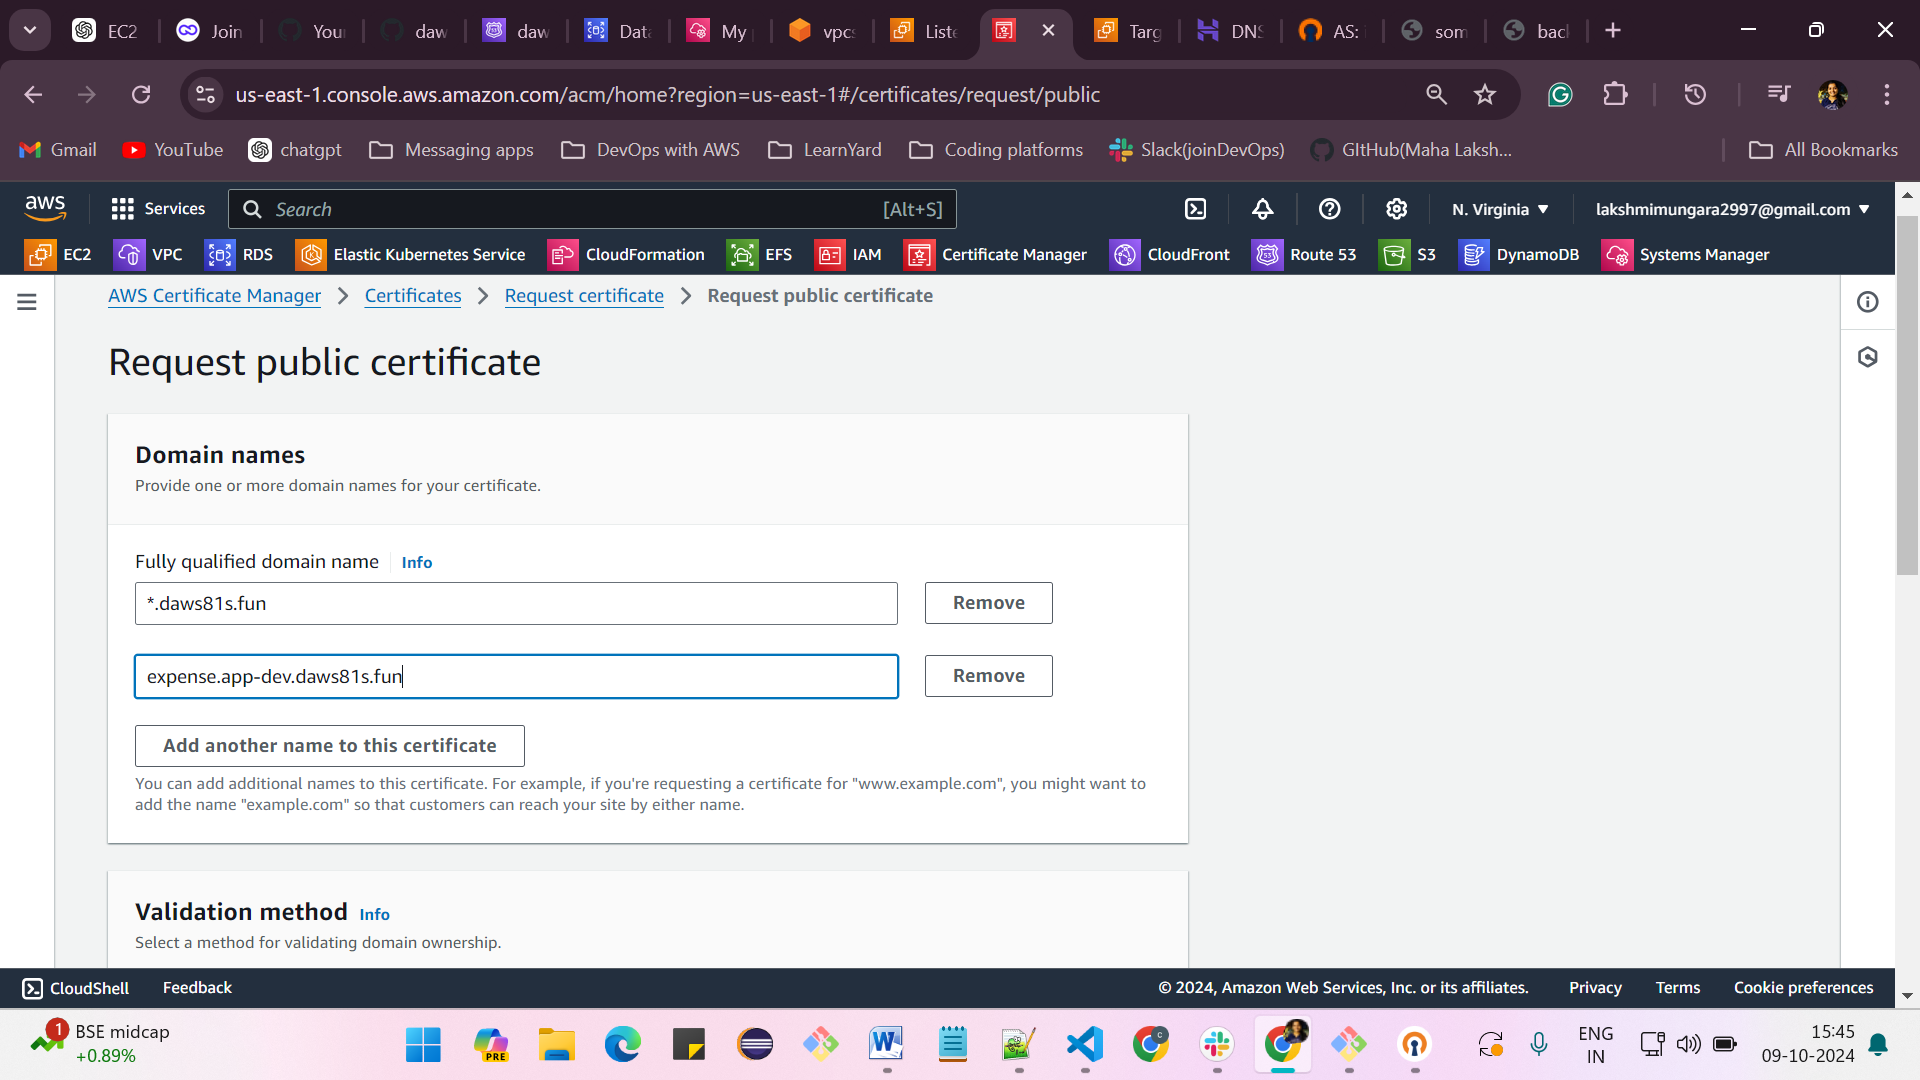 EC2
Join
You
daw
daw
Data
My
vpcs
Liste
Targ
DNS
AS:
som
bac
us-east-1.console.aws.amazon.com/acm/home?region=us-east-1#/certificates/request/public
Gmail
YouTube
chatgpt
Messaging apps
DevOps with AWS
LearnYard
Coding platforms
Slack(joinDevOps)
GItHub(Maha Laksh...
All Bookmarks
aws
Services
Search
[Alt+S]
N. Virginia
lakshmimungara2997@gmail.com
EC2
VPC
RDS
Elastic Kubernetes Service
CloudFormation
EFS
IAM
Certificate Manager
CloudFront
Route 53
S3
DynamoDB
Systems Manager
AWS Certificate Manager > Certificates > Request certificate > Request public certificate
Request public certificate
Domain names
Provide one or more domain names for your certificate.
Fully qualified domain name
Info
*.daws81s.fun
Remove
expense.app-dev.daws81s.fun
Remove
Add another name to this certificate
You can add additional names to this certificate. For example, if you're requesting a certificate for "www.example.com", you might want to
add the name "example.com" so that customers can reach your site by either name.
Validation method
Info
Select a method for validating domain ownership.
CloudShell
Feedback
© 2024, Amazon Web Services, Inc. or its affiliates.
Privacy
Terms
Cookie preferences
1
BSE midcap
+0.89%
PRE
ENG
IN
15:45
09-10-2024